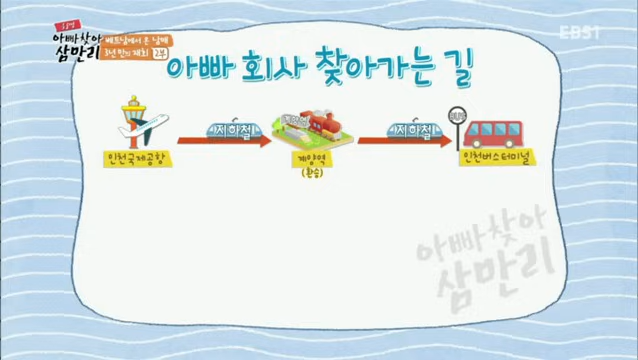 EBS1
아빠찾아
삼만리
베트남에서 온 남매
3년 만의 재회 2부
아빠 회사 찾아가는 길
지하철
지하철
BUS
인천국제공항
계양역
인천버스터미널
(환승)
아빠찾아
삼만리